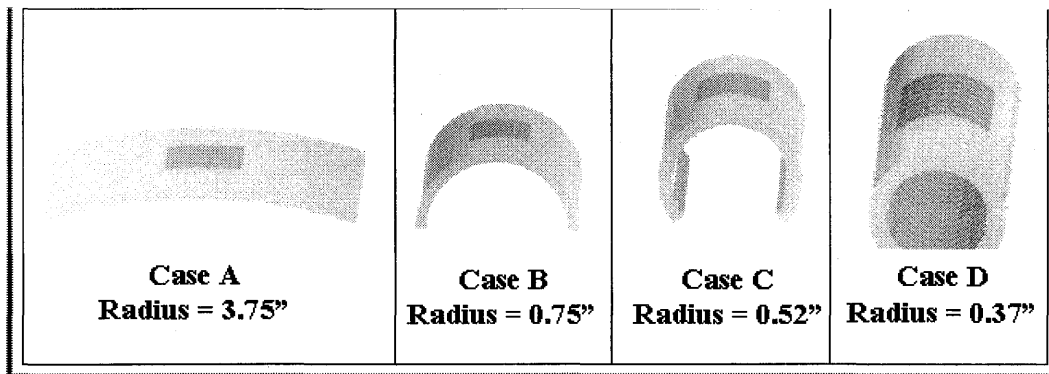 Case A
Radius = 3.75”
Case B
Radius = 0.75”
Case C
Radius = 0.52”
Case D
Radius = 0.37”